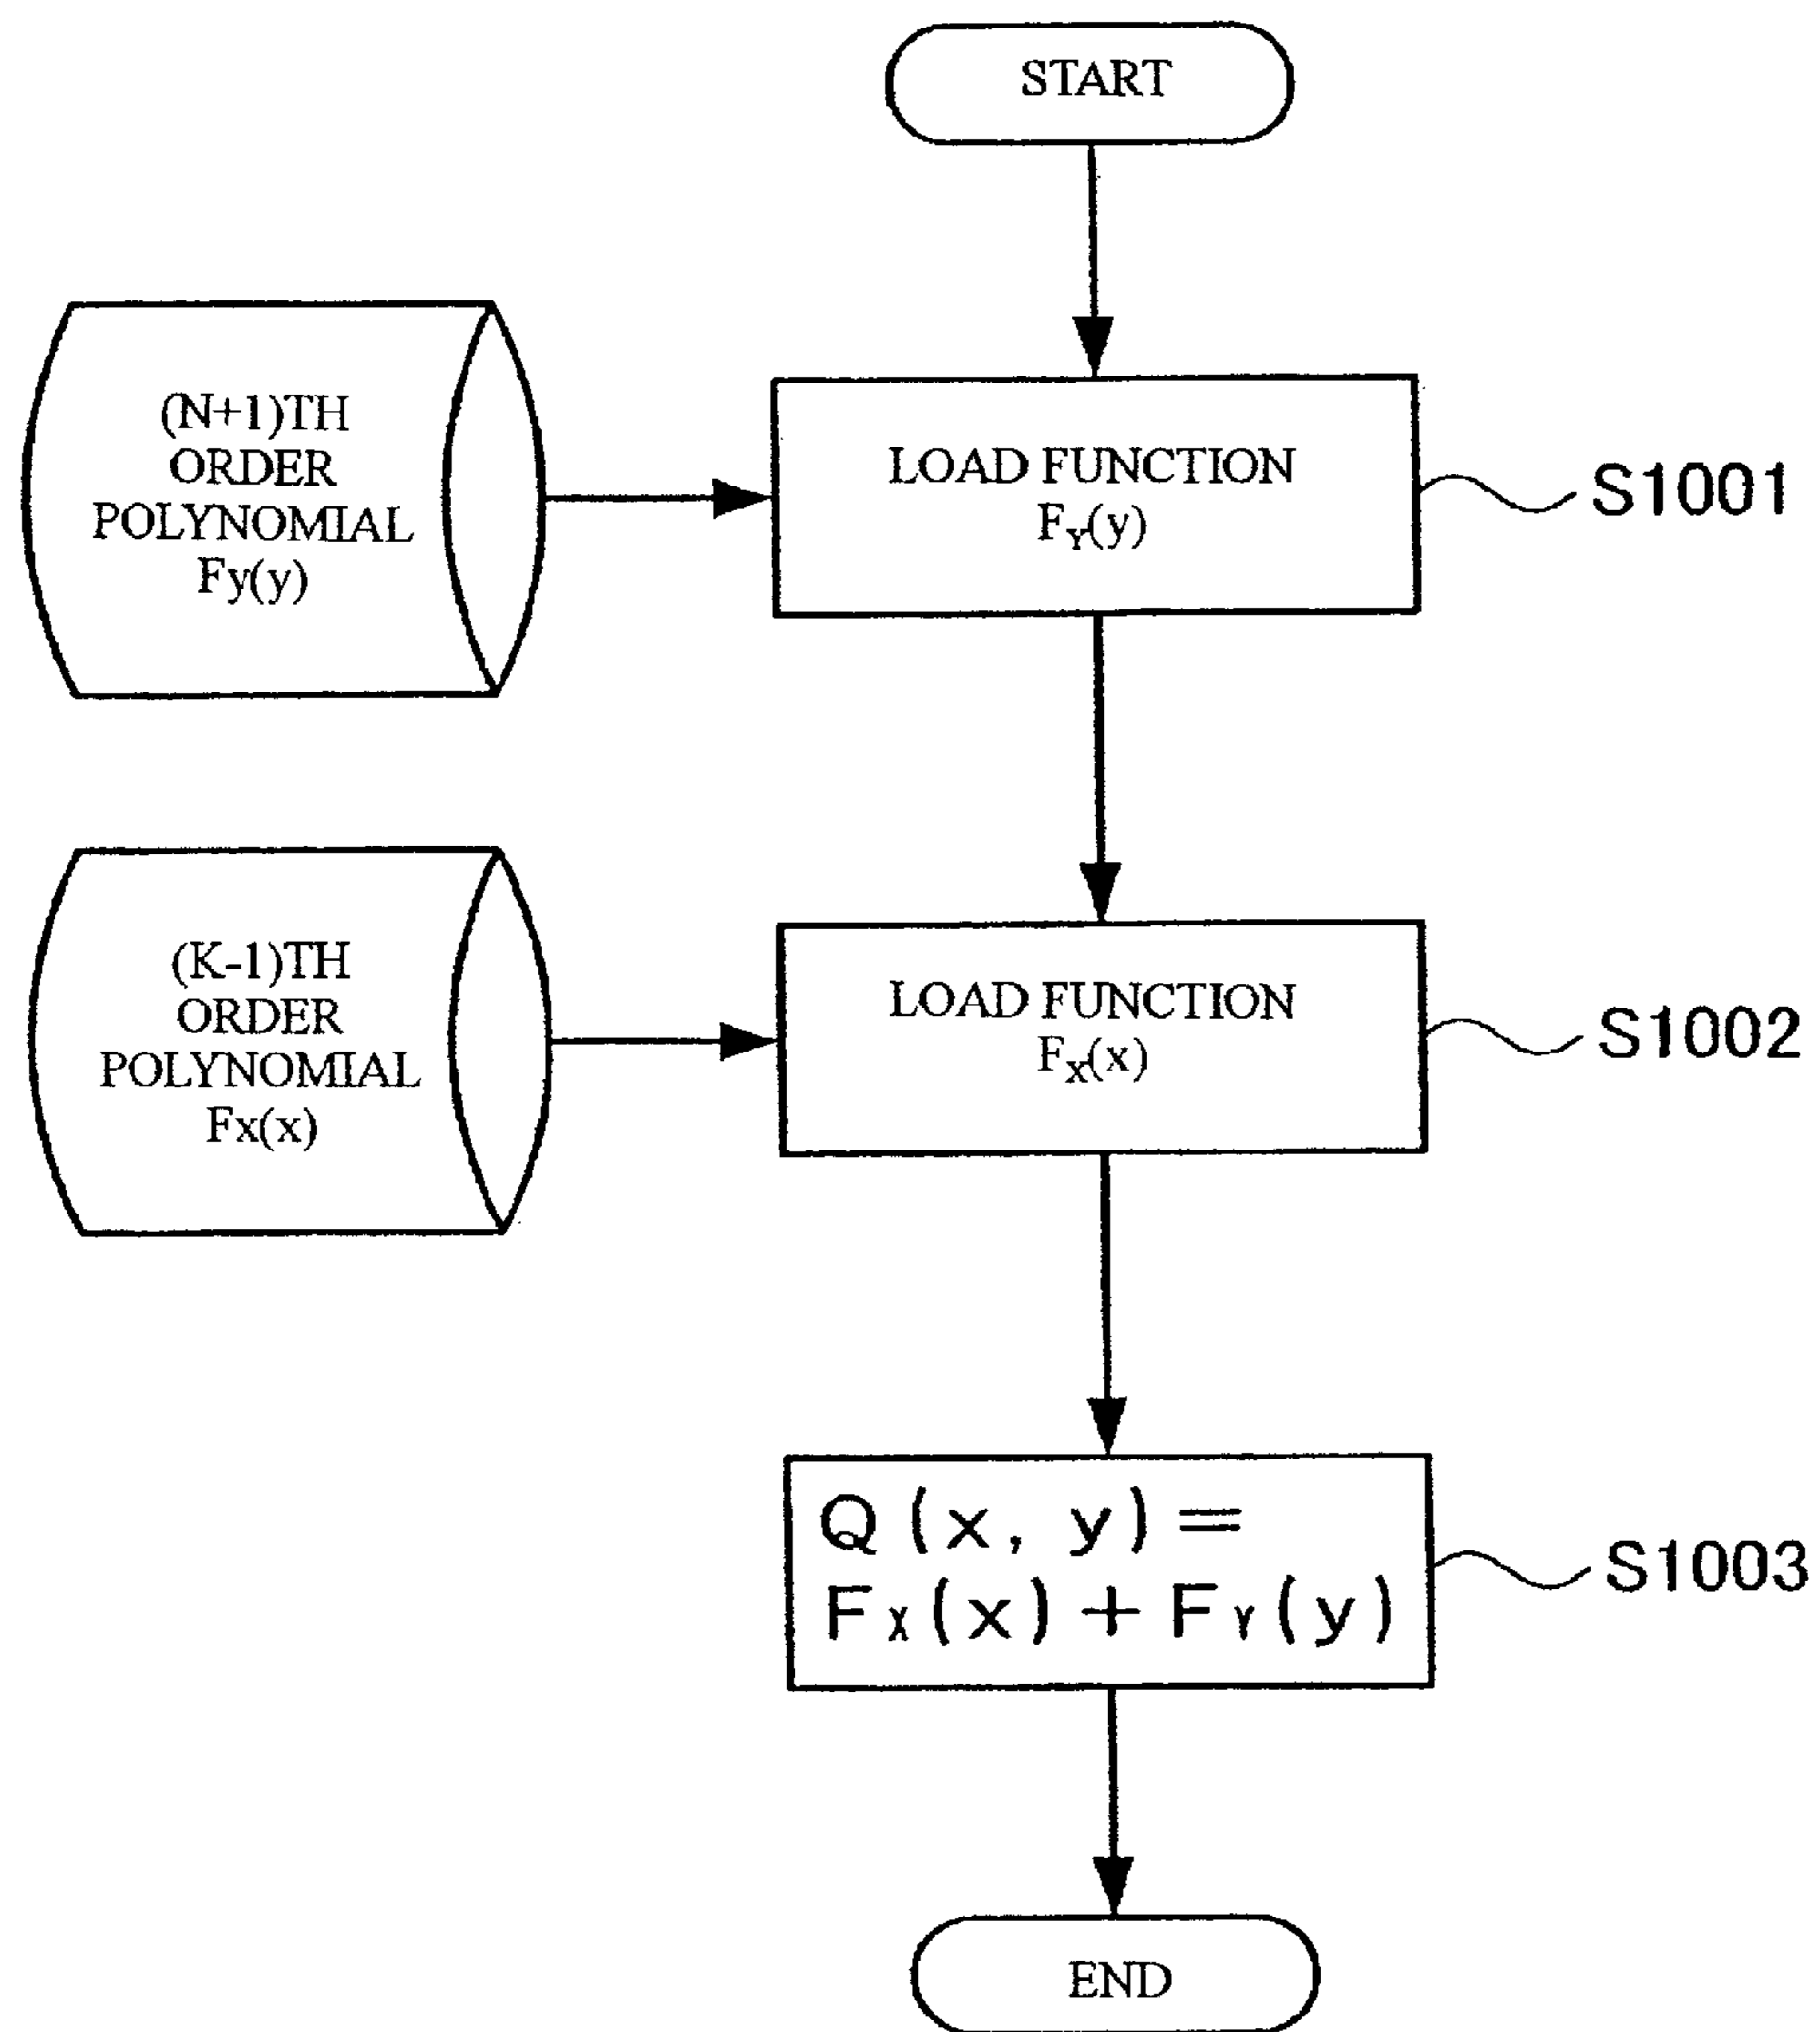 START
(N+1)TH
ORDER
POLYNOMIAL
Fy(y)
LOAD FUNCTION
FY(y)
S1001
(K-1)TH
ORDER
POLYNOMIAL
Fx(x)
LOAD FUNCTION
FX(x)
S1002
Q(x, y)=
FX(x)+FY(y)
S1003
END